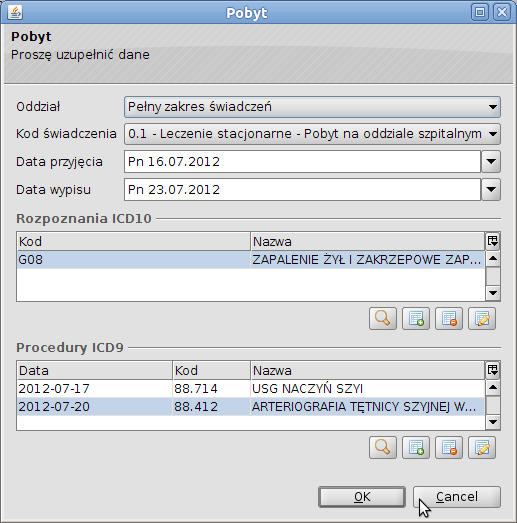 Pobyt
Pobyt
Proszę uzupełnić dane
Oddział Pełny zakres świadczeń
Kod świadczenia 0.1 - Leczenie stacjonarne - Pobyt na oddziale szpitalnym
Data przyjęcia Pn 16.07.2012
Data wypisu Pn 23.07.2012
Rozpoznania ICD10
Kod Nazwa
G08 ZAPALENIE ŻYŁ I ZAKRZEPOWE ZAP...
Procedury ICD9
Data Kod Nazwa
2012-07-17 88.714 USG NACZYŃ SZYI
2012-07-20 88.412 ARTERIOGRAFIA TĘTNICY SZYJNEJ W...
OK Cancel